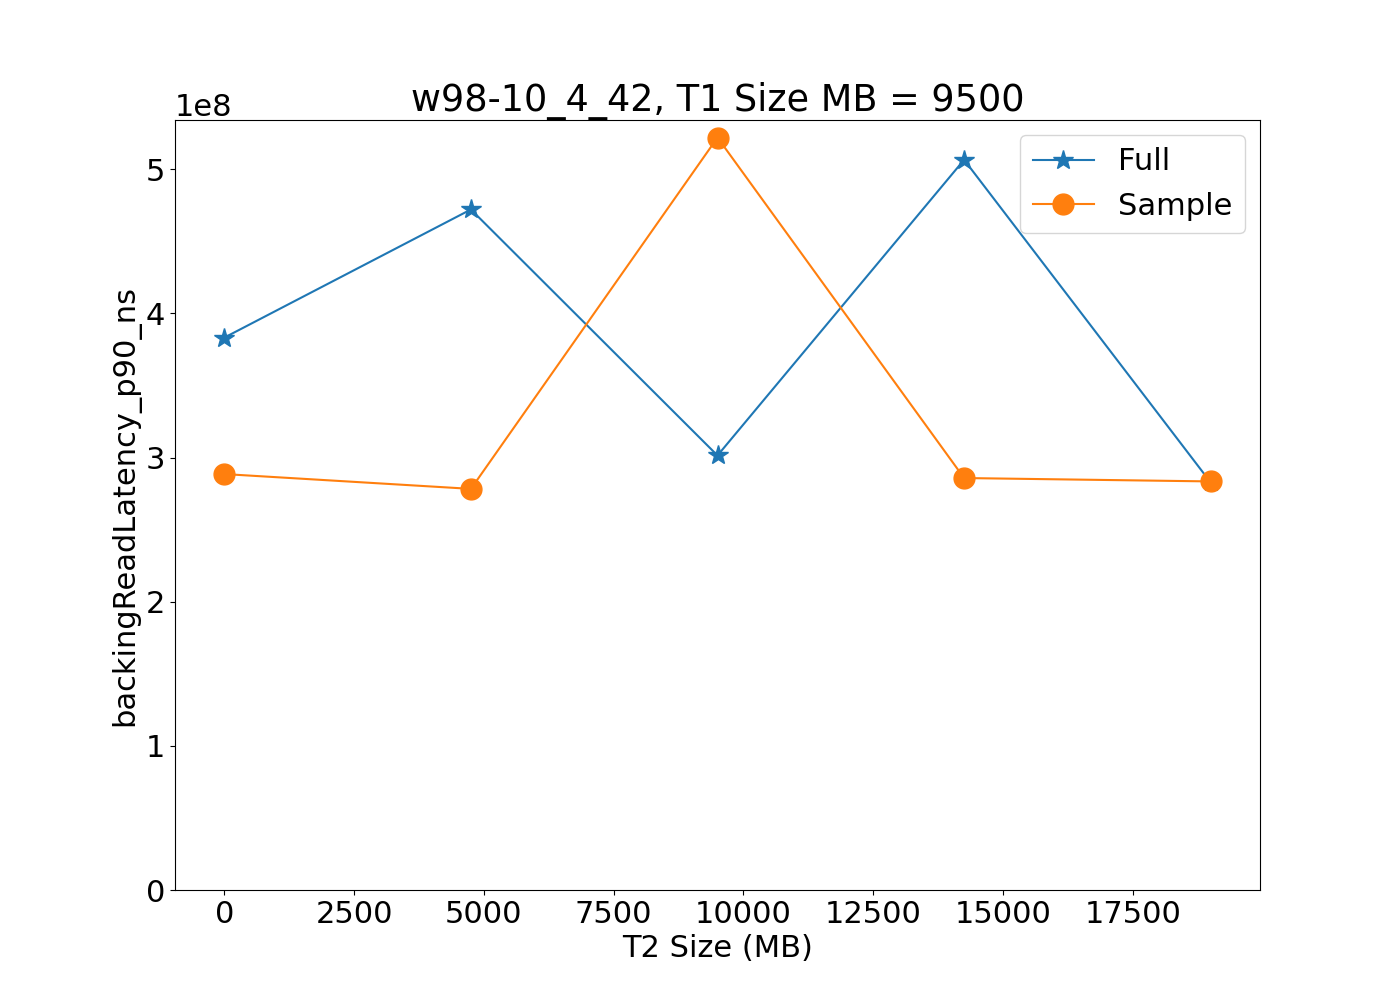 w98-10_4_42, T1 Size MB = 9500
1e8
Full
Sample
5
4
3
2
1
0
backingReadLatency_p90_ns
0 2500 5000 7500 10000 12500 15000 17500
T2 Size (MB)